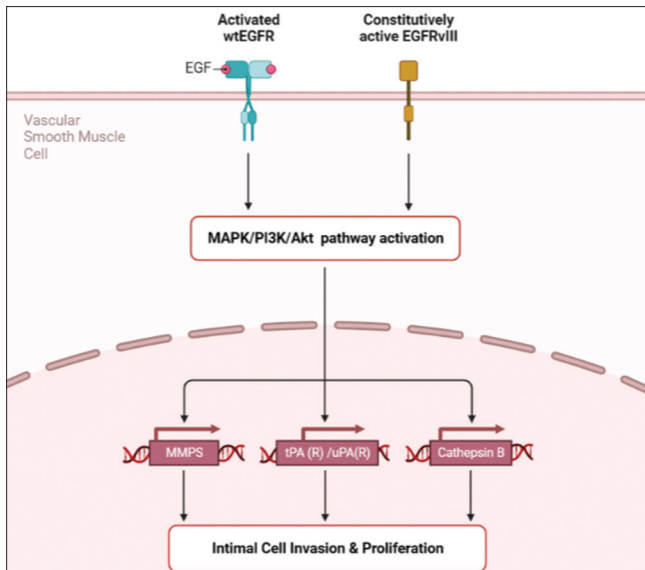 Activated
wtEGFR
Constitutively
active EGFRvIII
EGF
Vascular
Smooth Muscle
Cell
MAPK/PI3K/Akt pathway activation
MMPS
tPA (R) /uPA(R)
Cathepsin B
Intimal Cell Invasion & Proliferation